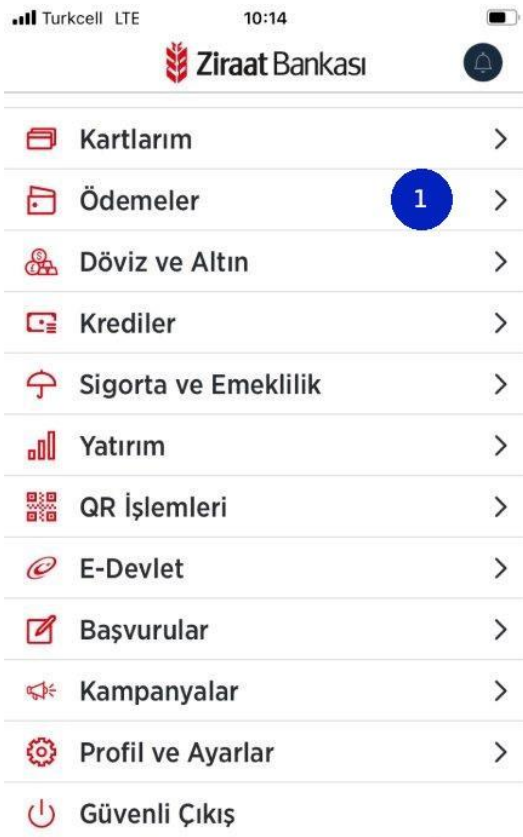 Turkcell LTE 10:14
Ziraat Bankası
Kartlarım
Ödemeler 1
Döviz ve Altın
Krediler
Sigorta ve Emeklilik
Yatırım
QR İşlemleri
E-Devlet
Başvurular
Kampanyalar
Profil ve Ayarlar
Güvenli Çıkış